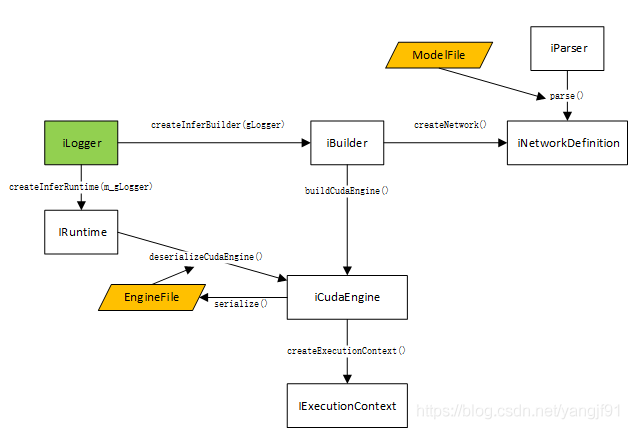 iParser
ModelFile
parse()
createInferBuilder(gLogger)
createNetwork()
iLogger
iBuilder
iNetworkDefinition
createInferRuntime(m_gLogger)
buildCudaEngine()
IRuntime
deserializeCudaEngine()
EngineFile
serialize()
iCudaEngine
createExecutionContext()
IExecutionContext
https://blog.csdn.net/yangjf91